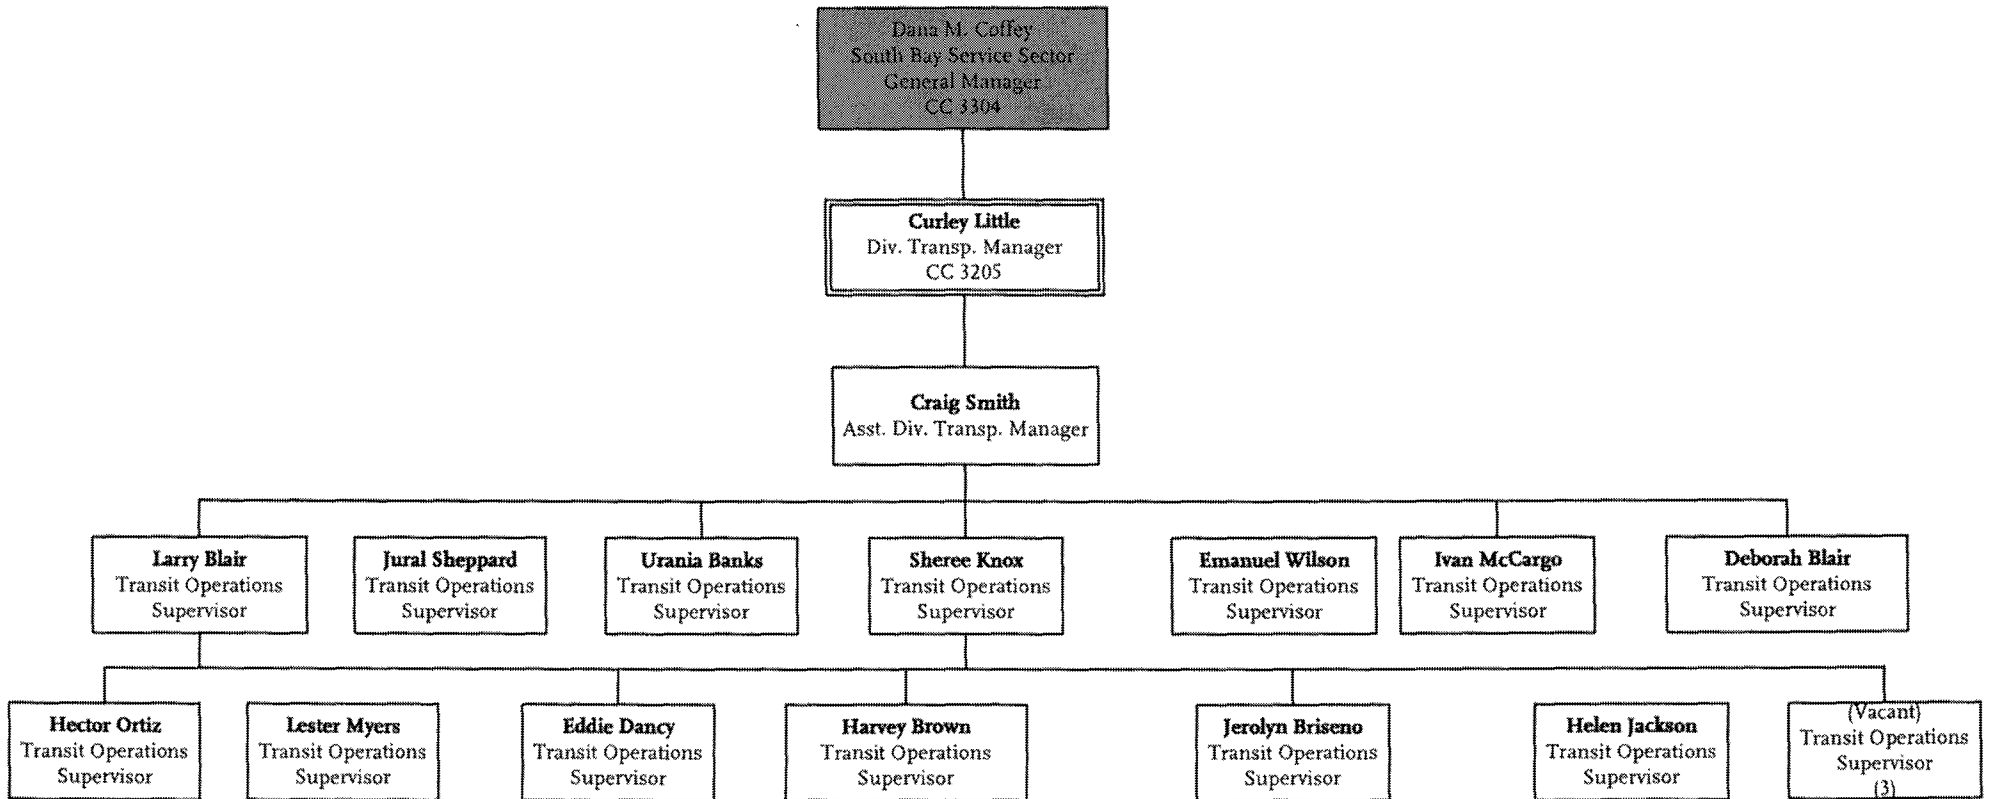 Dana M. Coffey
South Bay Service Sector
General Manager
CC 3304
Curley Little
Div. Transp. Manager
CC 3205
Craig Smith
Asst. Div. Transp. Manager
Larry Blair
Transit Operations
Supervisor
Jural Sheppard
Transit Operations
Supervisor
Urania Banks
Transit Operations
Supervisor
Sheree Knox
Transit Operations
Supervisor
Emanuel Wilson
Transit Operations
Supervisor
Ivan McCargo
Transit Operations
Supervisor
Deborah Blair
Transit Operations
Supervisor
Hector Ortiz
Transit Operations
Supervisor
Lester Myers
Transit Operations
Supervisor
Eddie Dancy
Transit Operations
Supervisor
Harvey Brown
Transit Operations
Supervisor
Jerolyn Briseno
Transit Operations
Supervisor
Helen Jackson
Transit Operations
Supervisor
(Vacant)
Transit Operations
Supervisor
(3)